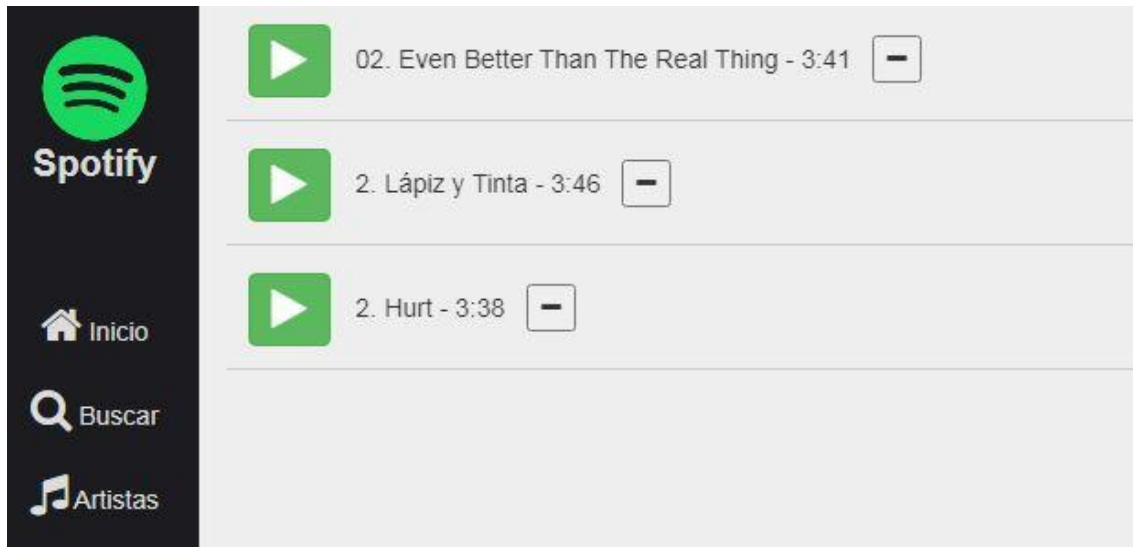 Spotify
Inicio
Buscar
Artistas
02. Even Better Than The Real Thing - 3:41
2. Lápiz y Tinta - 3:46
2. Hurt - 3:38